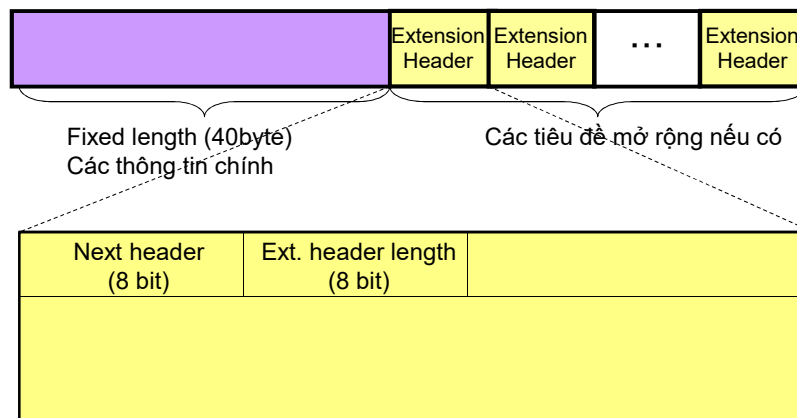 Extension
Header
Extension
Header
...
Extension
Header
Fixed length (40byte)
Các thông tin chính
Các tiêu đề mở rộng nếu có
Next header
(8 bit)
Ext. header length
(8 bit)